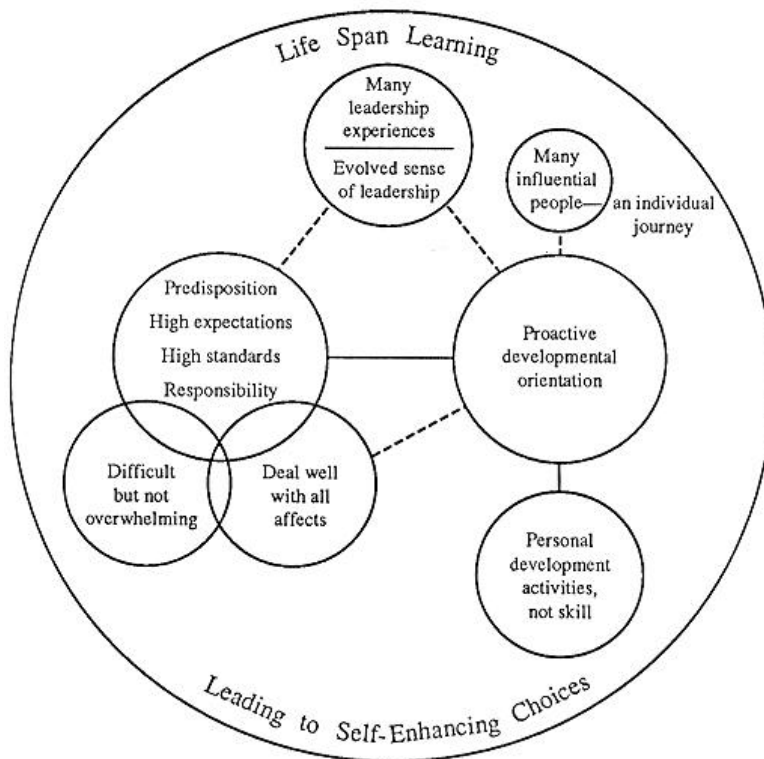 Life Span Learning
Many
leadership
experiences
Evolved sense
of leadership
Many
influential
people— an individual
journey
Predisposition
High expectations
High standards
Responsibility
Proactive
developmental
orientation
Difficult
but not
overwhelming
Deal well
with all
affects
Personal
development
activities,
not skill
Leading to Self-Enhancing Choices